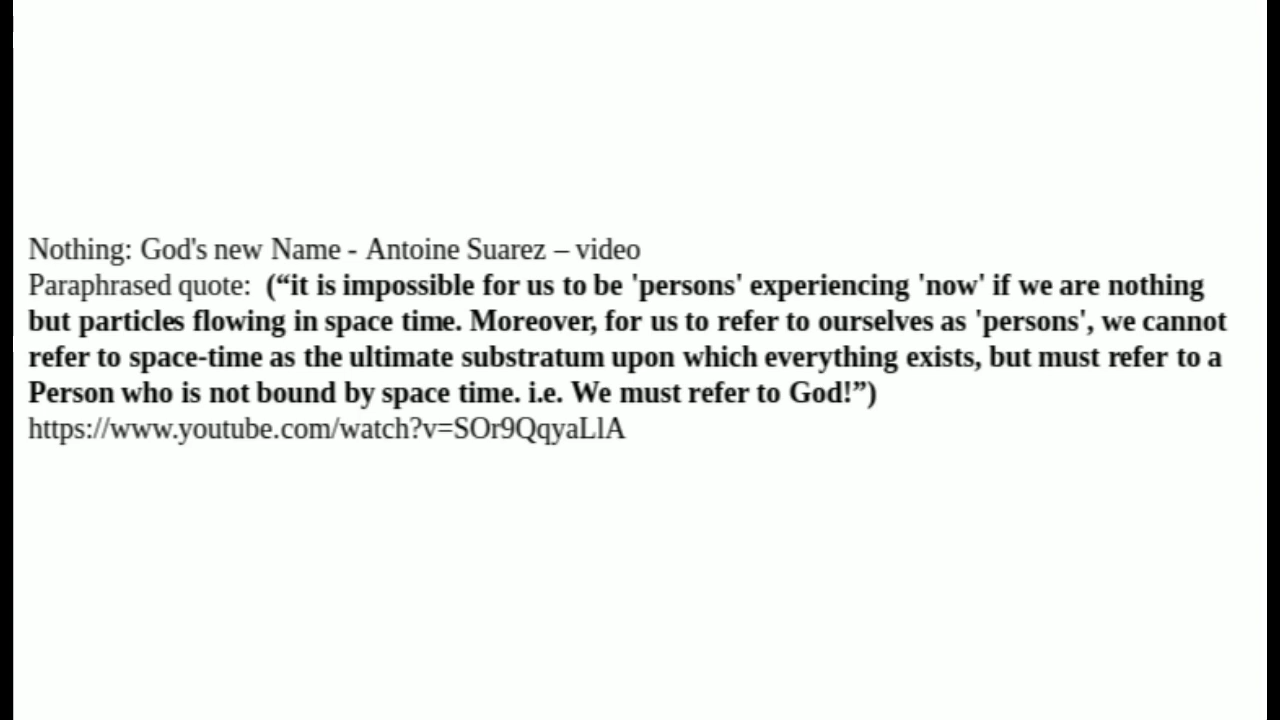 Nothing: God's new Name - Antoine Suarez – video
Paraphrased quote:  (“it is impossible for us to be 'persons' experiencing 'now' if we are nothing
but particles flowing in space time. Moreover, for us to refer to ourselves as 'persons', we cannot
refer to space-time as the ultimate substratum upon which everything exists, but must refer to a
Person who is not bound by space time. i.e. We must refer to God!”)
https://www.youtube.com/watch?v=SOr9QqyaLlA